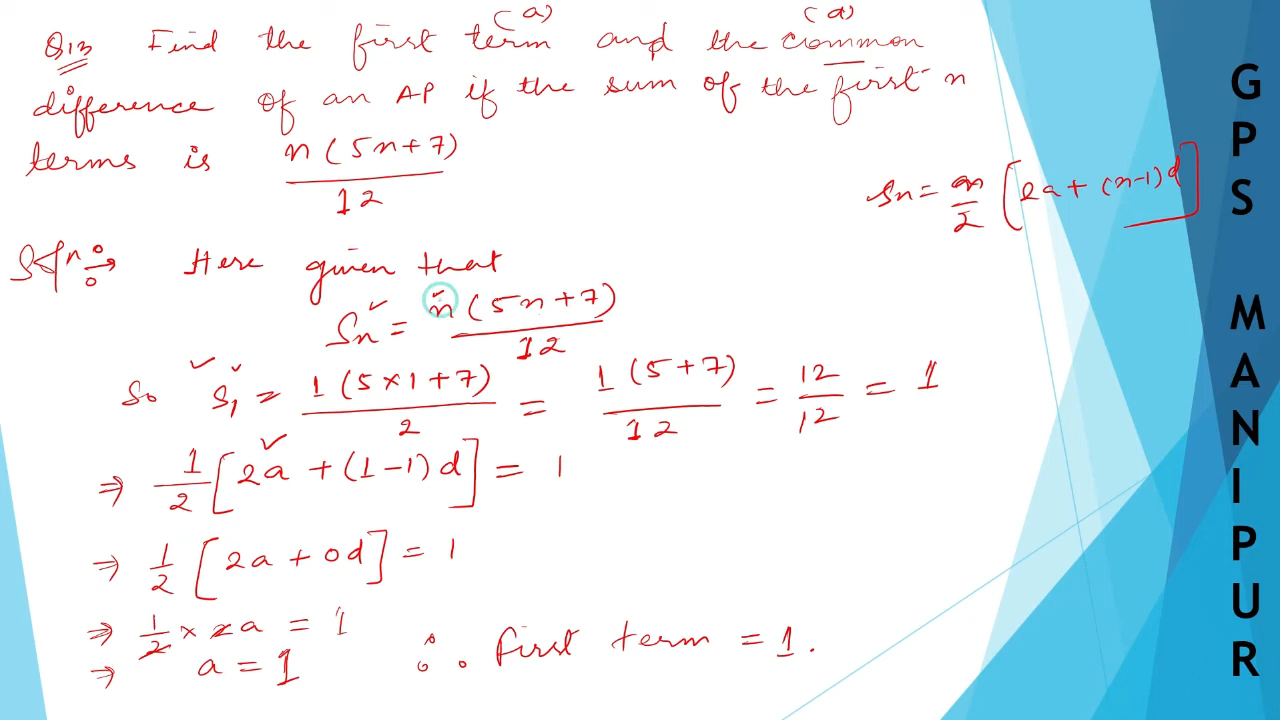 (a) (d)
Q13 Find the first term and the common
difference of an AP if the sum of the first n
terms is n(5n+7)/12
Sn = n/2 [2a + (n-1)d]
Sol^n :→ Here given that
Sn = n(5n+7)/12
So S₁ = 1(5×1+7)/2 = 1(5+7)/12 = 12/12 = 1
⇒ 1/2 [2a + (1-1)d] = 1
⇒ 1/2 [2a + 0d] = 1
⇒ 1/2 × 2a = 1
⇒ a = 1 ∴ First term = 1.
GPS MANIPUR